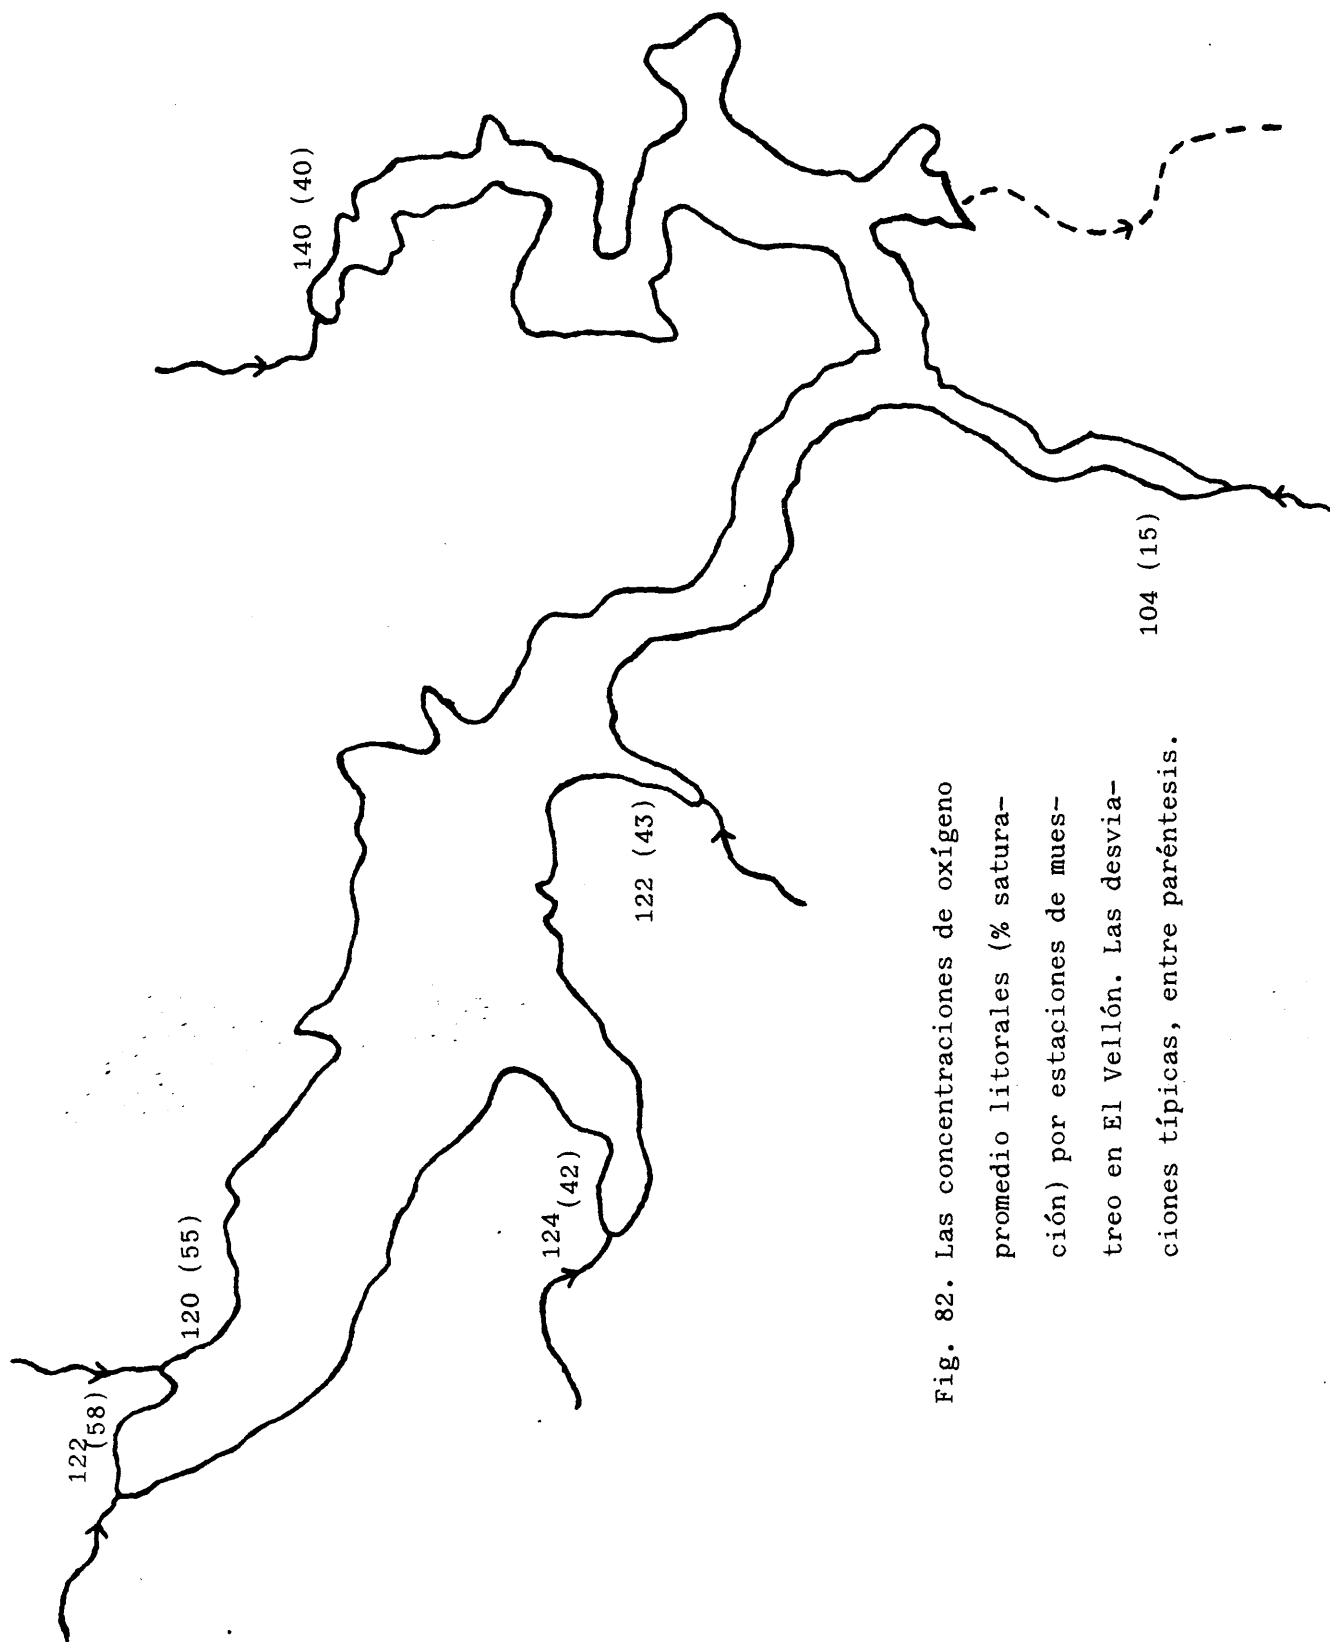 122
(58)
120 (55)
124
(42)
122 (43)
140 (40)
104 (15)
Fig. 82. Las concentraciones de oxígeno
promedio litorales (% satura-
ción) por estaciones de mues-
treo en El Vellón. Las desvia-
ciones típicas, entre paréntesis.